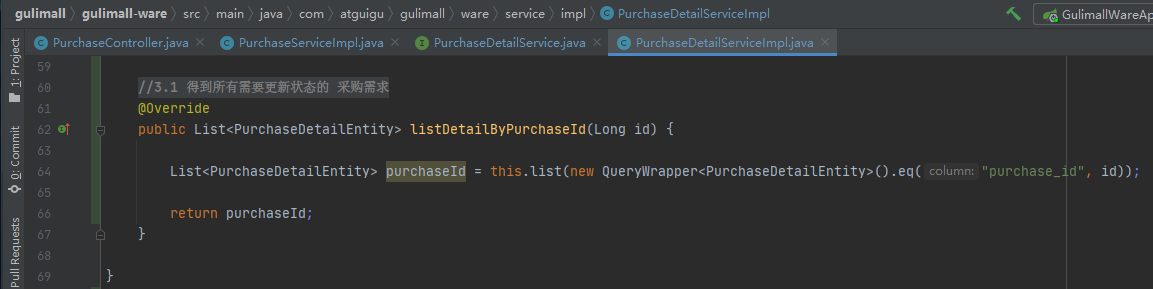 gulimall gulimall-ware src main java com atguigu gulimall ware service impl PurchaseDetailServiceImpl GulimallWareAp
1: Project
PurchaseController.java PurchaseServiceImpl.java PurchaseDetailService.java PurchaseDetailServiceImpl.java
59
60 //3.1 得到所有需要更新状态的 采购需求
61 @Override
62 public List<PurchaseDetailEntity> listDetailByPurchaseId(Long id) {
63
64 List<PurchaseDetailEntity> purchaseId = this.list(new QueryWrapper<PurchaseDetailEntity>().eq( column: "purchase_id", id));
65
66 return purchaseId;
67 }
68
69 }
0: Commit
Pull Requests